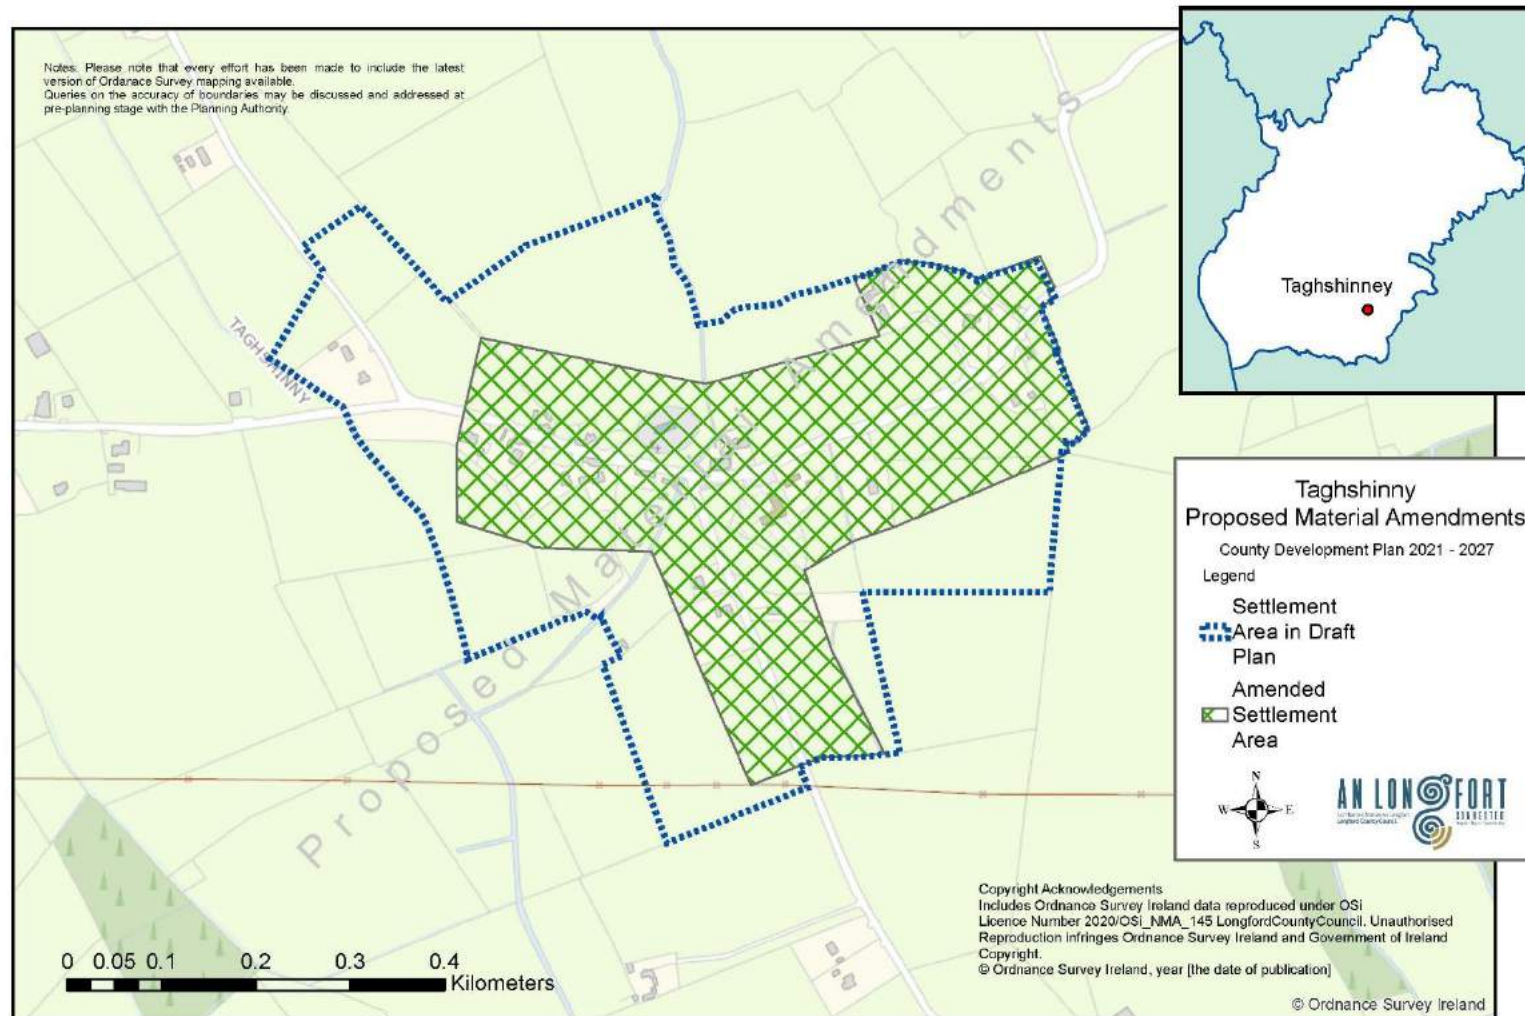 Notes: Please note that every effort has been made to include the latest
version of Ordanace Survey mapping available.
Queries on the accuracy of boundaries may be discussed and addressed at
pre-planning stage with the Planning Authority.
Taghshinney
TAGHSHINNY
Proposed Material Amendments
Taghshinny
Proposed Material Amendments
County Development Plan 2021 - 2027
Legend
Settlement
Area in Draft
Plan
Amended
Settlement
Area
N
W E
S
AN LONGFORT
CONNECTED
Longford County Council
Copyright Acknowledgements
Includes Ordnance Survey Ireland data reproduced under OSi
Licence Number 2020/OSi_NMA_145 LongfordCountyCouncil. Unauthorised
Reproduction infringes Ordnance Survey Ireland and Government of Ireland
Copyright.
© Ordnance Survey Ireland, year [the date of publication]
0 0.05 0.1 0.2 0.3 0.4
Kilometers
© Ordnance Survey Ireland